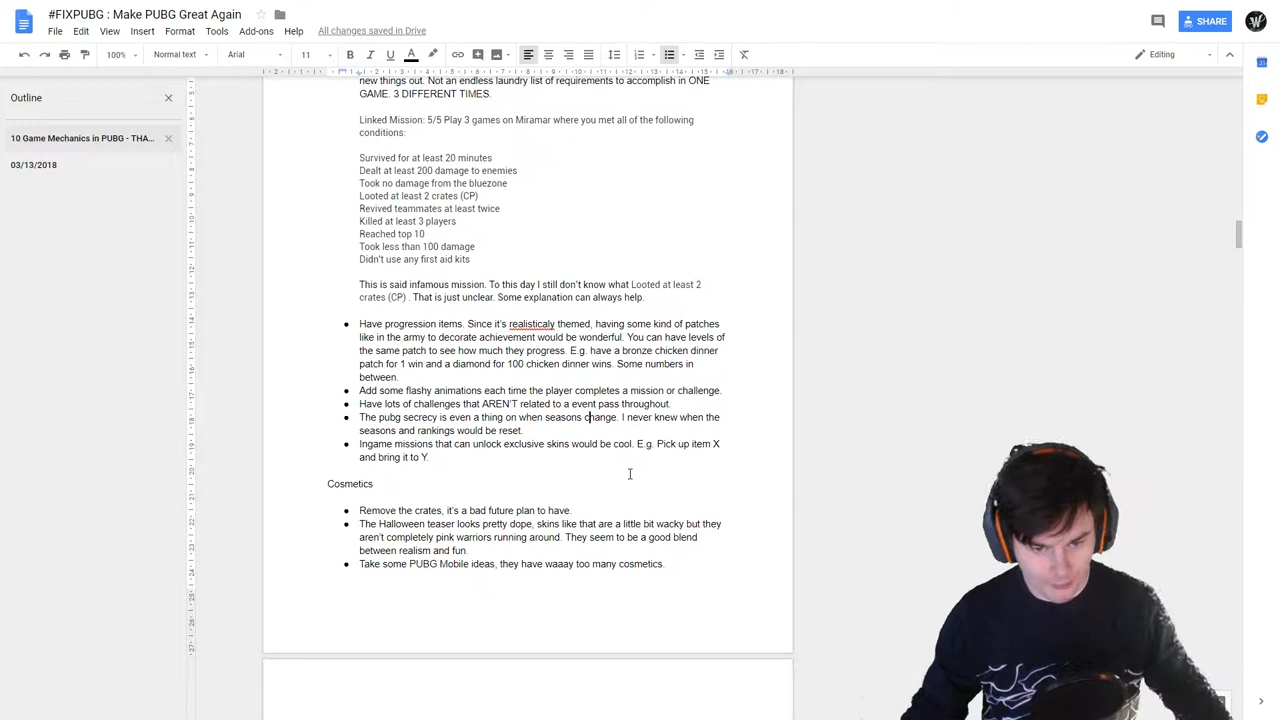 #FIXPUBG : Make PUBG Great Again
File Edit View Insert Format Tools Add-ons Help All changes saved in Drive
SHARE
100% Normal text Arial 11 B I U A Editing
Outline
10 Game Mechanics in PUBG - THA...
03/13/2018
new things out. Not an endless laundry list of requirements to accomplish in ONE
GAME. 3 DIFFERENT TIMES.
Linked Mission: 5/5 Play 3 games on Miramar where you met all of the following
conditions:
Survived for at least 20 minutes
Dealt at least 200 damage to enemies
Took no damage from the bluezone
Looted at least 2 crates (CP)
Revived teammates at least twice
Killed at least 3 players
Reached top 10
Took less than 100 damage
Didn't use any first aid kits
This is said infamous mission. To this day I still don't know what Looted at least 2
crates (CP) . That is just unclear. Some explanation can always help.
● Have progression items. Since it's realisticaly themed, having some kind of patches
like in the army to decorate achievement would be wonderful. You can have levels of
the same patch to see how much they progress. E.g. have a bronze chicken dinner
patch for 1 win and a diamond for 100 chicken dinner wins. Some numbers in
between.
● Add some flashy animations each time the player completes a mission or challenge.
● Have lots of challenges that AREN'T related to a event pass throughout.
● The pubg secrecy is even a thing on when seasons change. I never knew when the
seasons and rankings would be reset.
● Ingame missions that can unlock exclusive skins would be cool. E.g. Pick up item X
and bring it to Y.
Cosmetics
● Remove the crates, it's a bad future plan to have.
● The Halloween teaser looks pretty dope, skins like that are a little bit wacky but they
aren't completely pink warriors running around. They seem to be a good blend
between realism and fun.
● Take some PUBG Mobile ideas, they have waaay too many cosmetics.